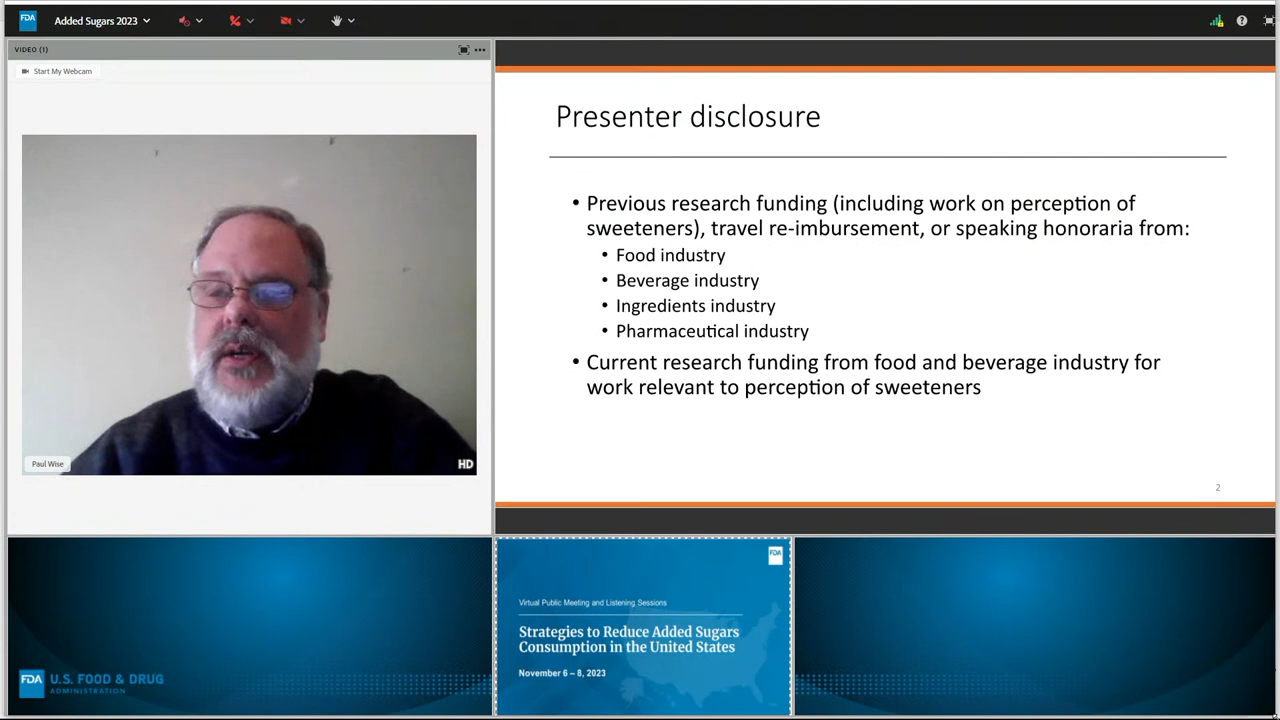 FDA
Added Sugars 2023
VIDEO (1)
Start My Webcam
Paul Wise
HD
Presenter disclosure
• Previous research funding (including work on perception of
sweeteners), travel re-imbursement, or speaking honoraria from:
• Food industry
• Beverage industry
• Ingredients industry
• Pharmaceutical industry
• Current research funding from food and beverage industry for
work relevant to perception of sweeteners
2
FDA
U.S. FOOD & DRUG
ADMINISTRATION
FDA
Virtual Public Meeting and Listening Sessions
Strategies to Reduce Added Sugars
Consumption in the United States
November 6 – 8, 2023